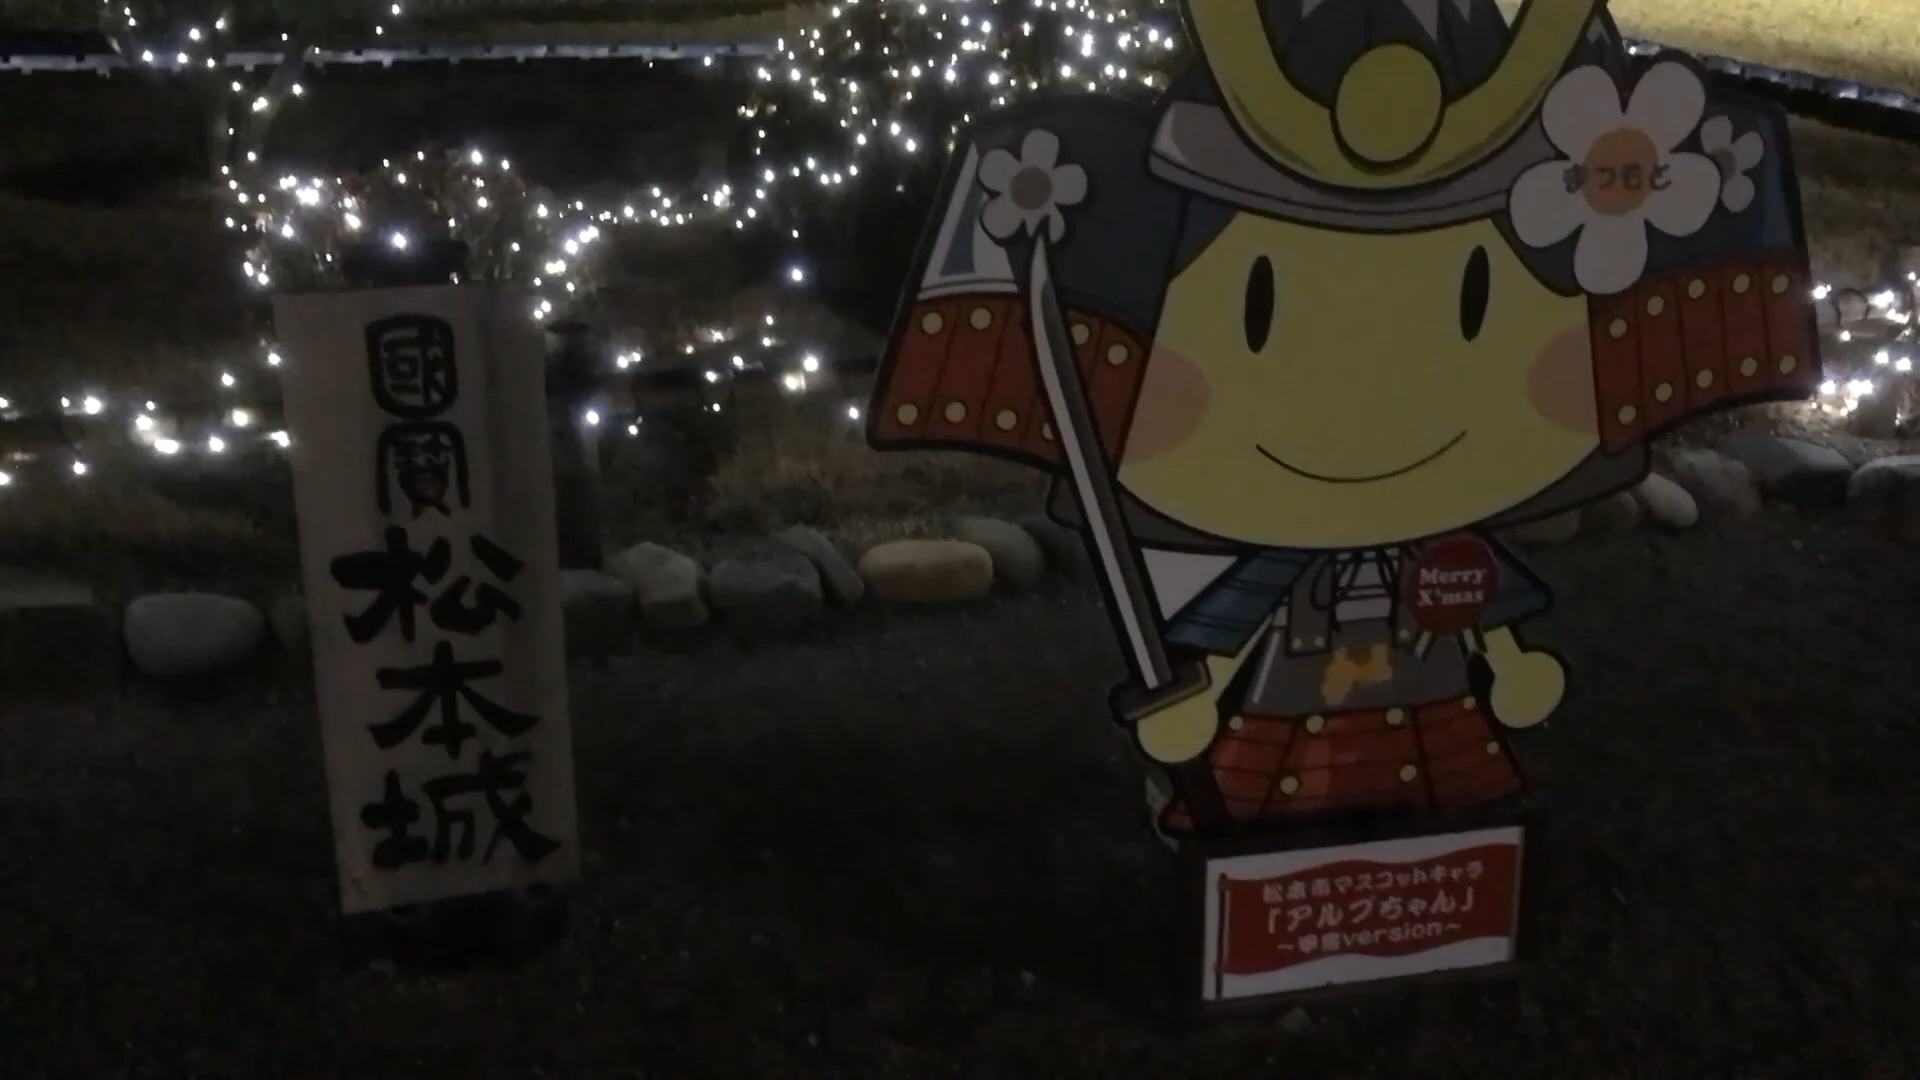 國寳松本城
まつもと
Merry
X'mas
松本市マスコットキャラ
「アルプちゃん」
~甲冑version~